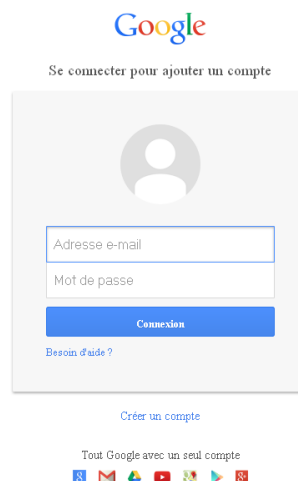 Google
Se connecter pour ajouter un compte
Adresse e-mail
Mot de passe
Connexion
Besoin d'aide ?
Créer un compte
Tout Google avec un seul compte